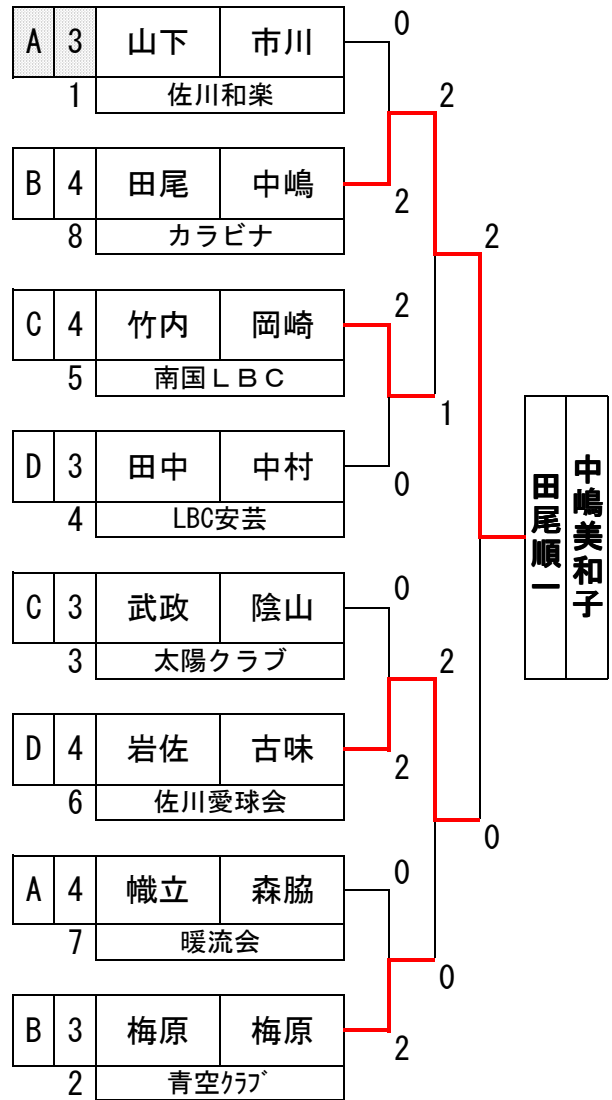 A 3 山下 市川 0
1 佐川和楽
2
B 4 田尾 中嶋 2
8 カラビナ
2
C 4 竹内 岡崎 2
5 南国ＬＢＣ
1
D 3 田中 中村 0
4 LBC安芸
田尾順一
中嶋美和子
C 3 武政 陰山 0
3 太陽クラブ
2
D 4 岩佐 古味 2
6 佐川愛球会
0
A 4 幟立 森脇 0
7 暖流会
0
B 3 梅原 梅原 2
2 青空ｸﾗﾌﾞ